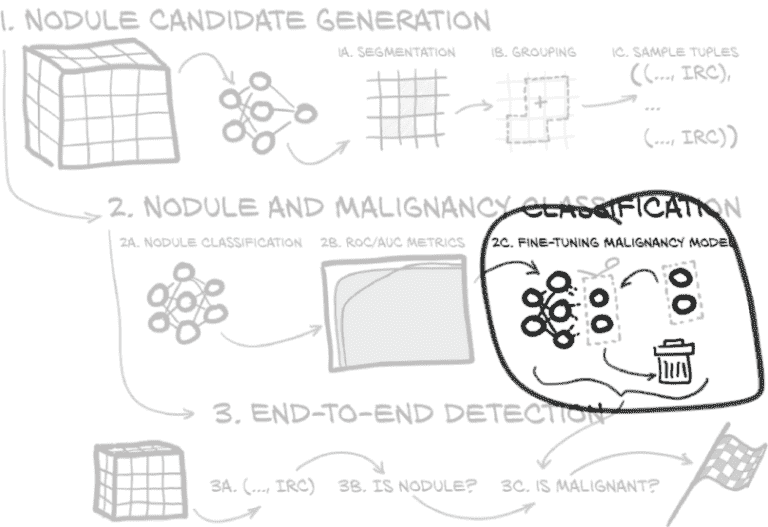 1. NODULE CANDIDATE GENERATION
1A. SEGMENTATION
1B. GROUPING
1C. SAMPLE TUPLES
((..., IRC),
...
(..., IRC))
2. NODULE AND MALIGNANCY CLASSIFICATION
2A. NODULE CLASSIFICATION
2B. ROC/AUC METRICS
2C. FINE-TUNING MALIGNANCY MODEL
3. END-TO-END DETECTION
3A. (..., IRC)
3B. IS NODULE?
3C. IS MALIGNANT?